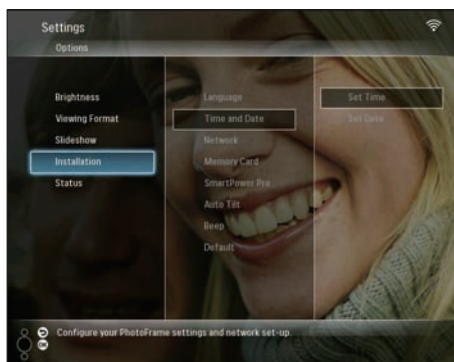 Settings
Options
Brightness
Viewing Format
Slideshow
Installation
Status
Language
Time and Date
Network
Memory Card
SmartPower Pro
Auto Tilt
Beep
Default
Set Time
Set Date
Configure your PhotoFrame settings and network set-up.
OK